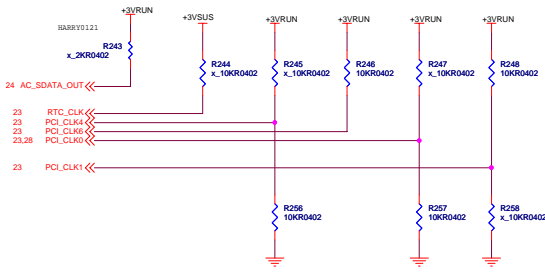 +3VRUN
+3VSUS
+3VRUN
+3VRUN
+3VRUN
+3VRUN
HARRY0121
R243
x_2KR0402
R244
x_10KR0402
R245
x_10KR0402
R246
10KR0402
R247
x_10KR0402
R248
10KR0402
24 AC_SDATA_OUT
23 RTC_CLK
23 PCI_CLK4
23 PCI_CLK6
23,28 PCI_CLK0
23 PCI_CLK1
R256
10KR0402
R257
10KR0402
R258
x_10KR0402